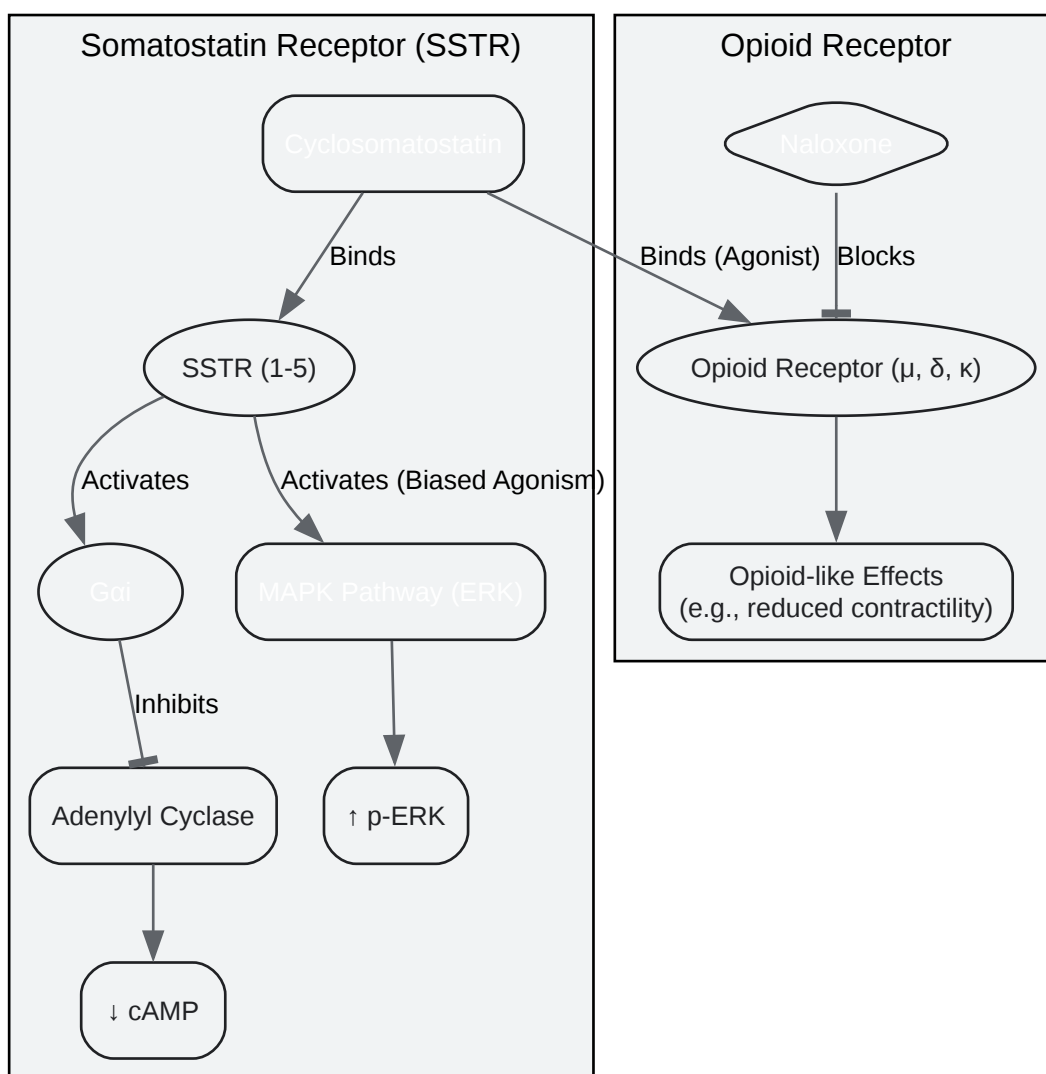 Somatostatin Receptor (SSTR)
Opioid Receptor
Cyclosomatostatin
Naloxone
Binds
Binds (Agonist)
Blocks
SSTR (1-5)
Opioid Receptor (μ, δ, κ)
Activates
Activates (Biased Agonism)
Gαi
MAPK Pathway (ERK)
Opioid-like Effects
(e.g., reduced contractility)
Inhibits
Adenylyl Cyclase
↑ p-ERK
↓ cAMP